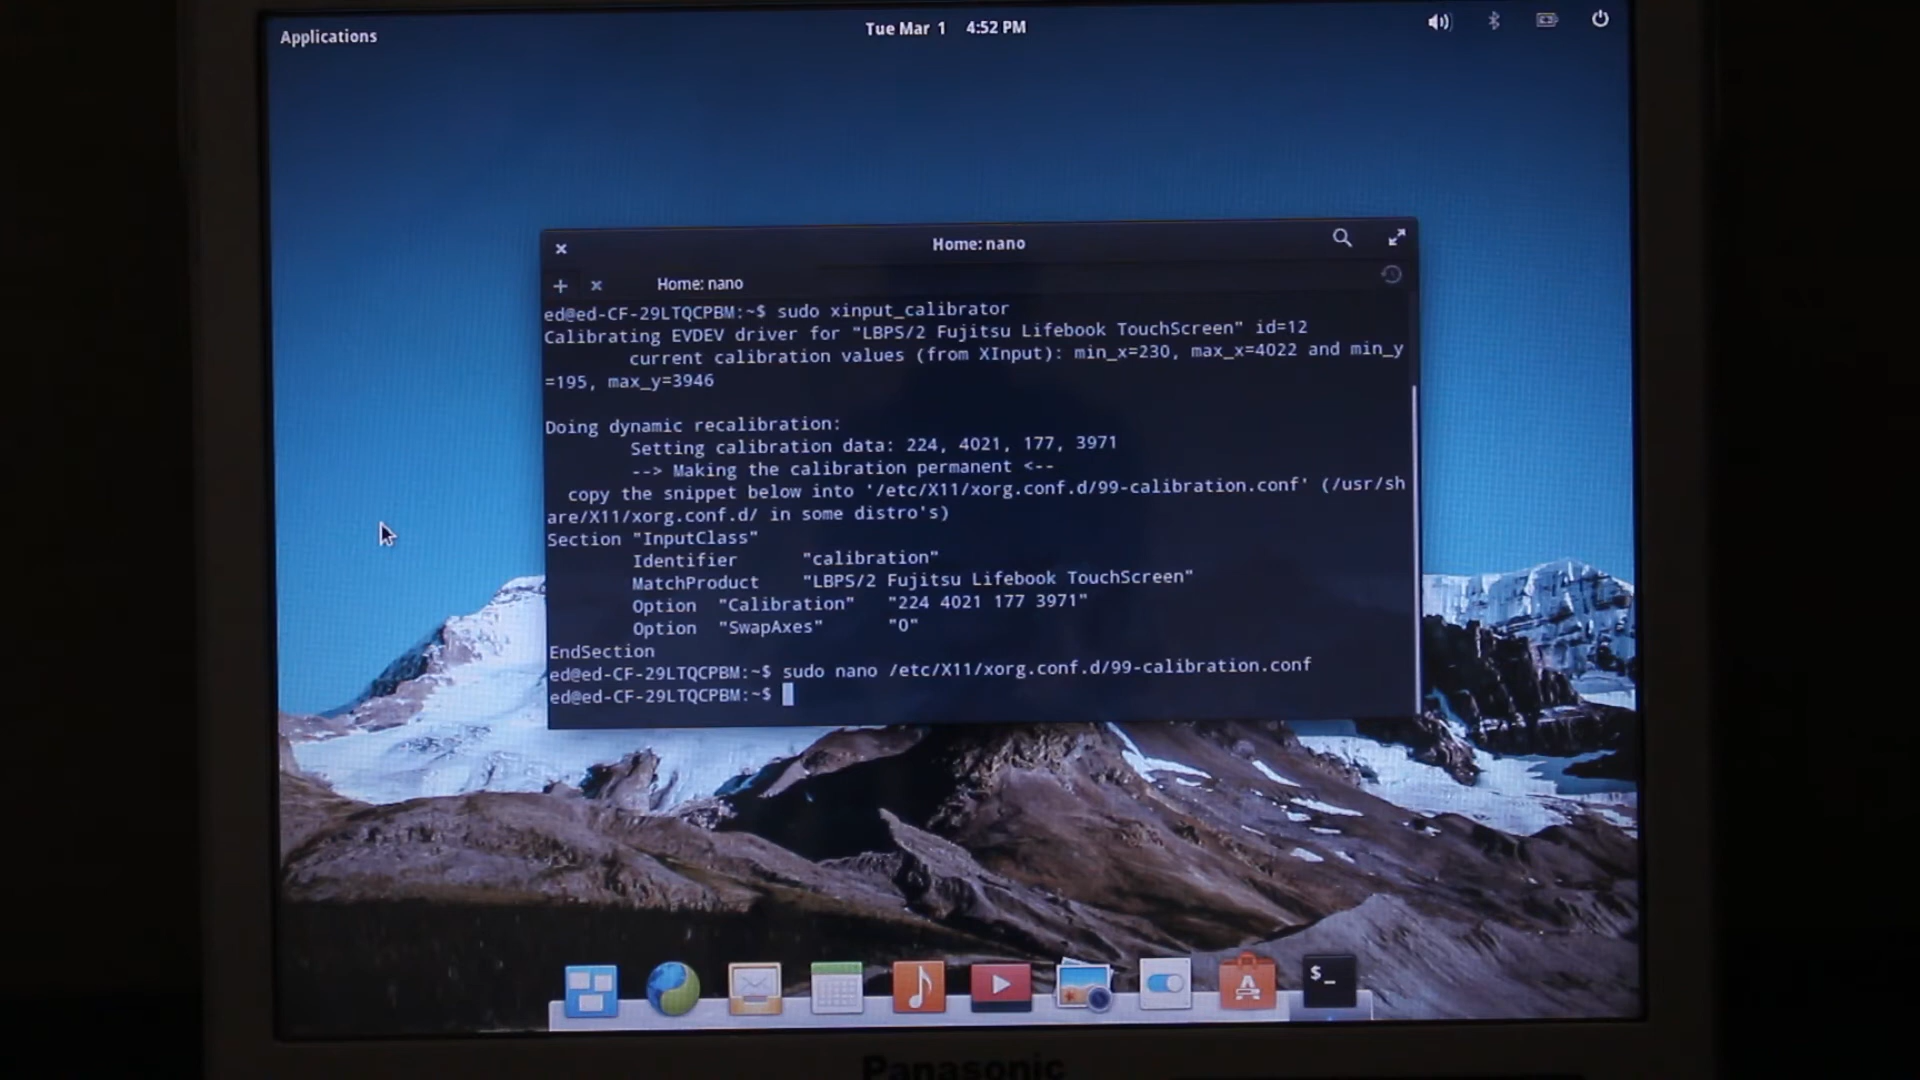 Applications
Tue Mar 1 4:52 PM
Home: nano
Home: nano
ed@ed-CF-29LTQCPBM:~$ sudo xinput_calibrator
Calibrating EVDEV driver for "LBPS/2 Fujitsu Lifebook TouchScreen" id=12
current calibration values (from XInput): min_x=230, max_x=4022 and min_y
=195, max_y=3946
Doing dynamic recalibration:
Setting calibration data: 224, 4021, 177, 3971
--> Making the calibration permanent <--
copy the snippet below into '/etc/X11/xorg.conf.d/99-calibration.conf' (/usr/sh
are/X11/xorg.conf.d/ in some distro's)
Section "InputClass"
Identifier "calibration"
MatchProduct "LBPS/2 Fujitsu Lifebook TouchScreen"
Option "Calibration" "224 4021 177 3971"
Option "SwapAxes" "0"
EndSection
ed@ed-CF-29LTQCPBM:~$ sudo nano /etc/X11/xorg.conf.d/99-calibration.conf
ed@ed-CF-29LTQCPBM:~$
$_
Panasonic